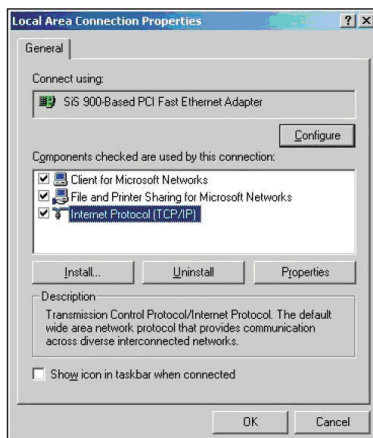 Local Area Connection Properties
General
Connect using:
SiS 900-Based PCI Fast Ethernet Adapter
Configure
Components checked are used by this connection:
Client for Microsoft Networks
File and Printer Sharing for Microsoft Networks
Internet Protocol (TCP/IP)
Install... Uninstall Properties
Description
Transmission Control Protocol/Internet Protocol. The default
wide area network protocol that provides communication
across diverse interconnected networks.
Show icon in taskbar when connected
OK Cancel